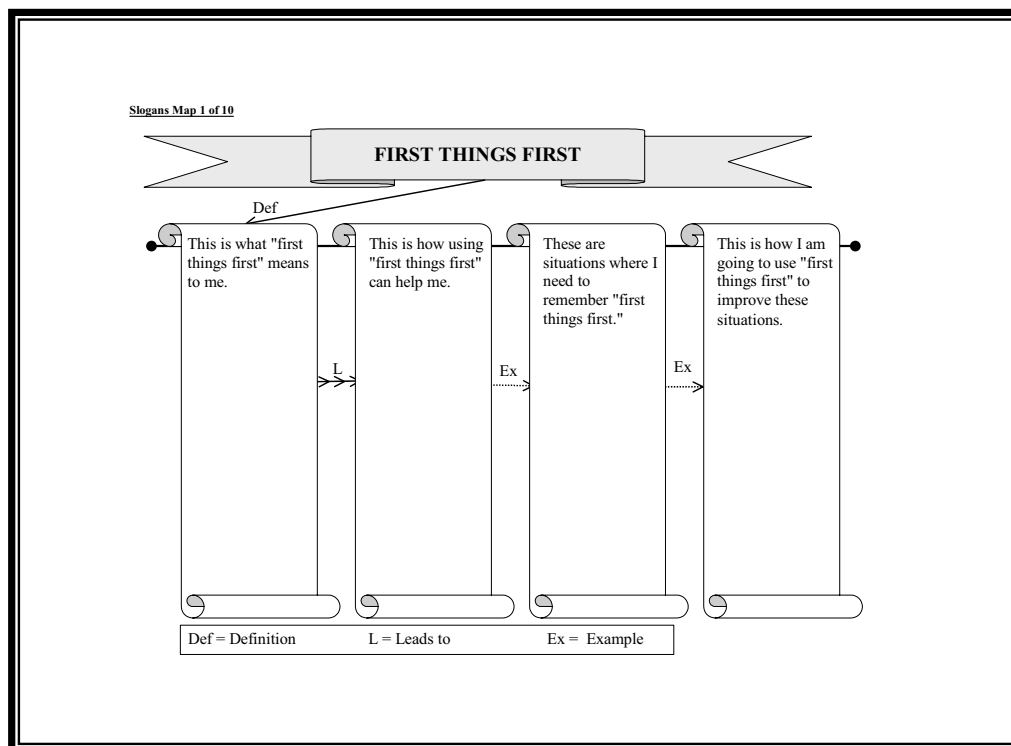 Slogans Map 1 of 10
FIRST THINGS FIRST
Def
This is what "first
things first" means
to me.
This is how using
"first things first"
can help me.
These are
situations where I
need to
remember "first
things first."
This is how I am
going to use "first
things first" to
improve these
situations.
L
Ex
Ex
Def = Definition
L = Leads to
Ex = Example